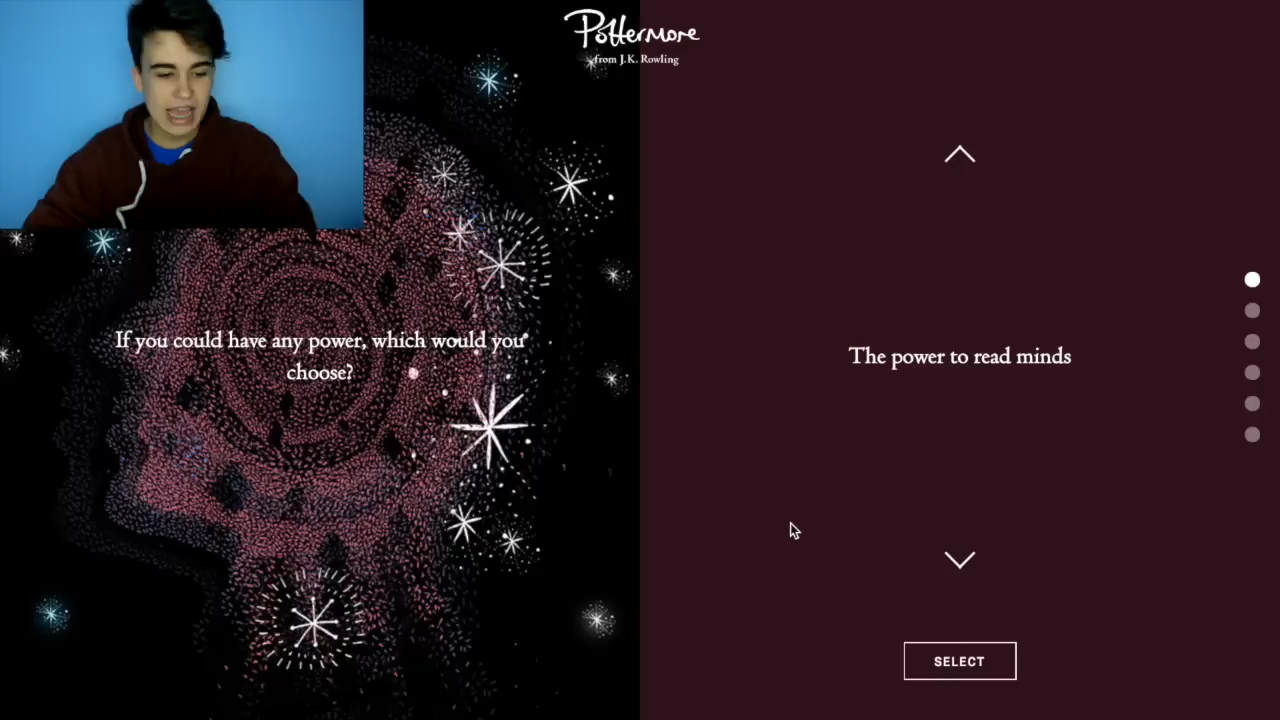 Pottermore
from J.K. Rowling
If you could have any power, which would you
choose?
The power to read minds
SELECT